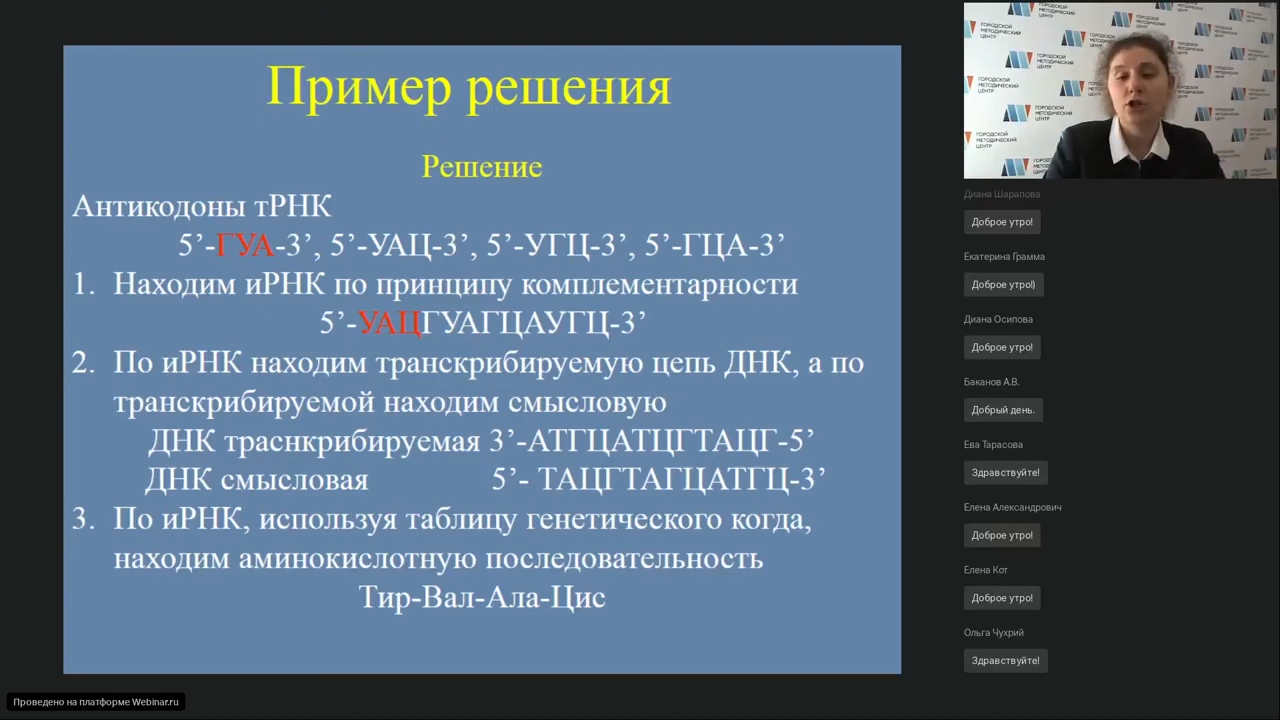 Пример решения
Решение
Антикодоны тРНК
5’-ГУА-3’, 5’-УАЦ-3’, 5’-УГЦ-3’, 5’-ГЦА-3’
1. Находим иРНК по принципу комплементарности
5’-УАЦГУАГЦАУГЦ-3’
2. По иРНК находим транскрибируемую цепь ДНК, а по
транскрибируемой находим смысловую
ДНК траснкрибируемая 3’-АТГЦАТЦГТАЦГ-5’
ДНК смысловая 5’- ТАЦГТАГЦАТГЦ-3’
3. По иРНК, используя таблицу генетического когда,
находим аминокислотную последовательность
Тир-Вал-Ала-Цис
Проведено на платформе Webinar.ru
ГОРОДСКОЙ
МЕТОДИЧЕСКИЙ
ЦЕНТР
Диана Шарапова
Доброе утро!
Екатерина Грамма
Доброе утро!)
Диана Осипова
Доброе утро!
Баканов А.В.
Добрый день.
Ева Тарасова
Здравствуйте!
Елена Александрович
Доброе утро!
Елена Кот
Доброе утро!
Ольга Чухрий
Здравствуйте!